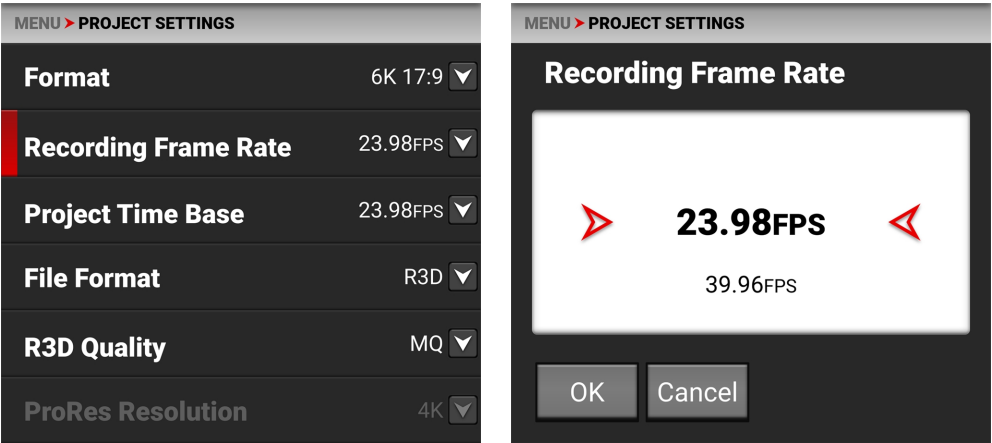 MENU PROJECT SETTINGS
Format 6K 17:9
Recording Frame Rate 23.98FPS
Project Time Base 23.98FPS
File Format R3D
R3D Quality MQ
ProRes Resolution 4K
MENU PROJECT SETTINGS
Recording Frame Rate
23.98FPS
39.96FPS
OK Cancel